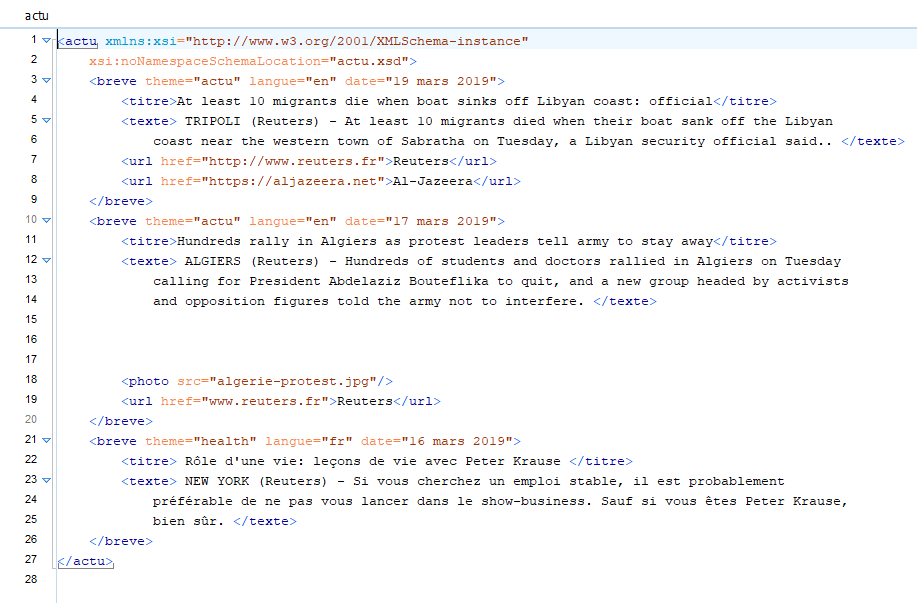 actu
1 <actu xmlns:xsi="http://www.w3.org/2001/XMLSchema-instance"
2 xsi:noNamespaceSchemaLocation="actu.xsd">
3 <breve theme="actu" langue="en" date="19 mars 2019">
4 <titre>At least 10 migrants die when boat sinks off Libyan coast: official</titre>
5 <texte> TRIPOLI (Reuters) - At least 10 migrants died when their boat sank off the Libyan
6 coast near the western town of Sabratha on Tuesday, a Libyan security official said.. </texte>
7 <url href="http://www.reuters.fr">Reuters</url>
8 <url href="https://aljazeera.net">Al-Jazeera</url>
9 </breve>
10 <breve theme="actu" langue="en" date="17 mars 2019">
11 <titre>Hundreds rally in Algiers as protest leaders tell army to stay away</titre>
12 <texte> ALGIERS (Reuters) - Hundreds of students and doctors rallied in Algiers on Tuesday
13 calling for President Abdelaziz Bouteflika to quit, and a new group headed by activists
14 and opposition figures told the army not to interfere. </texte>
15
16
17
18 <photo src="algerie-protest.jpg"/>
19 <url href="www.reuters.fr">Reuters</url>
20 </breve>
21 <breve theme="health" langue="fr" date="16 mars 2019">
22 <titre> Rôle d'une vie: leçons de vie avec Peter Krause </titre>
23 <texte> NEW YORK (Reuters) - Si vous cherchez un emploi stable, il est probablement
24 préférable de ne pas vous lancer dans le show-business. Sauf si vous êtes Peter Krause,
25 bien sûr. </texte>
26 </breve>
27 </actu>
28